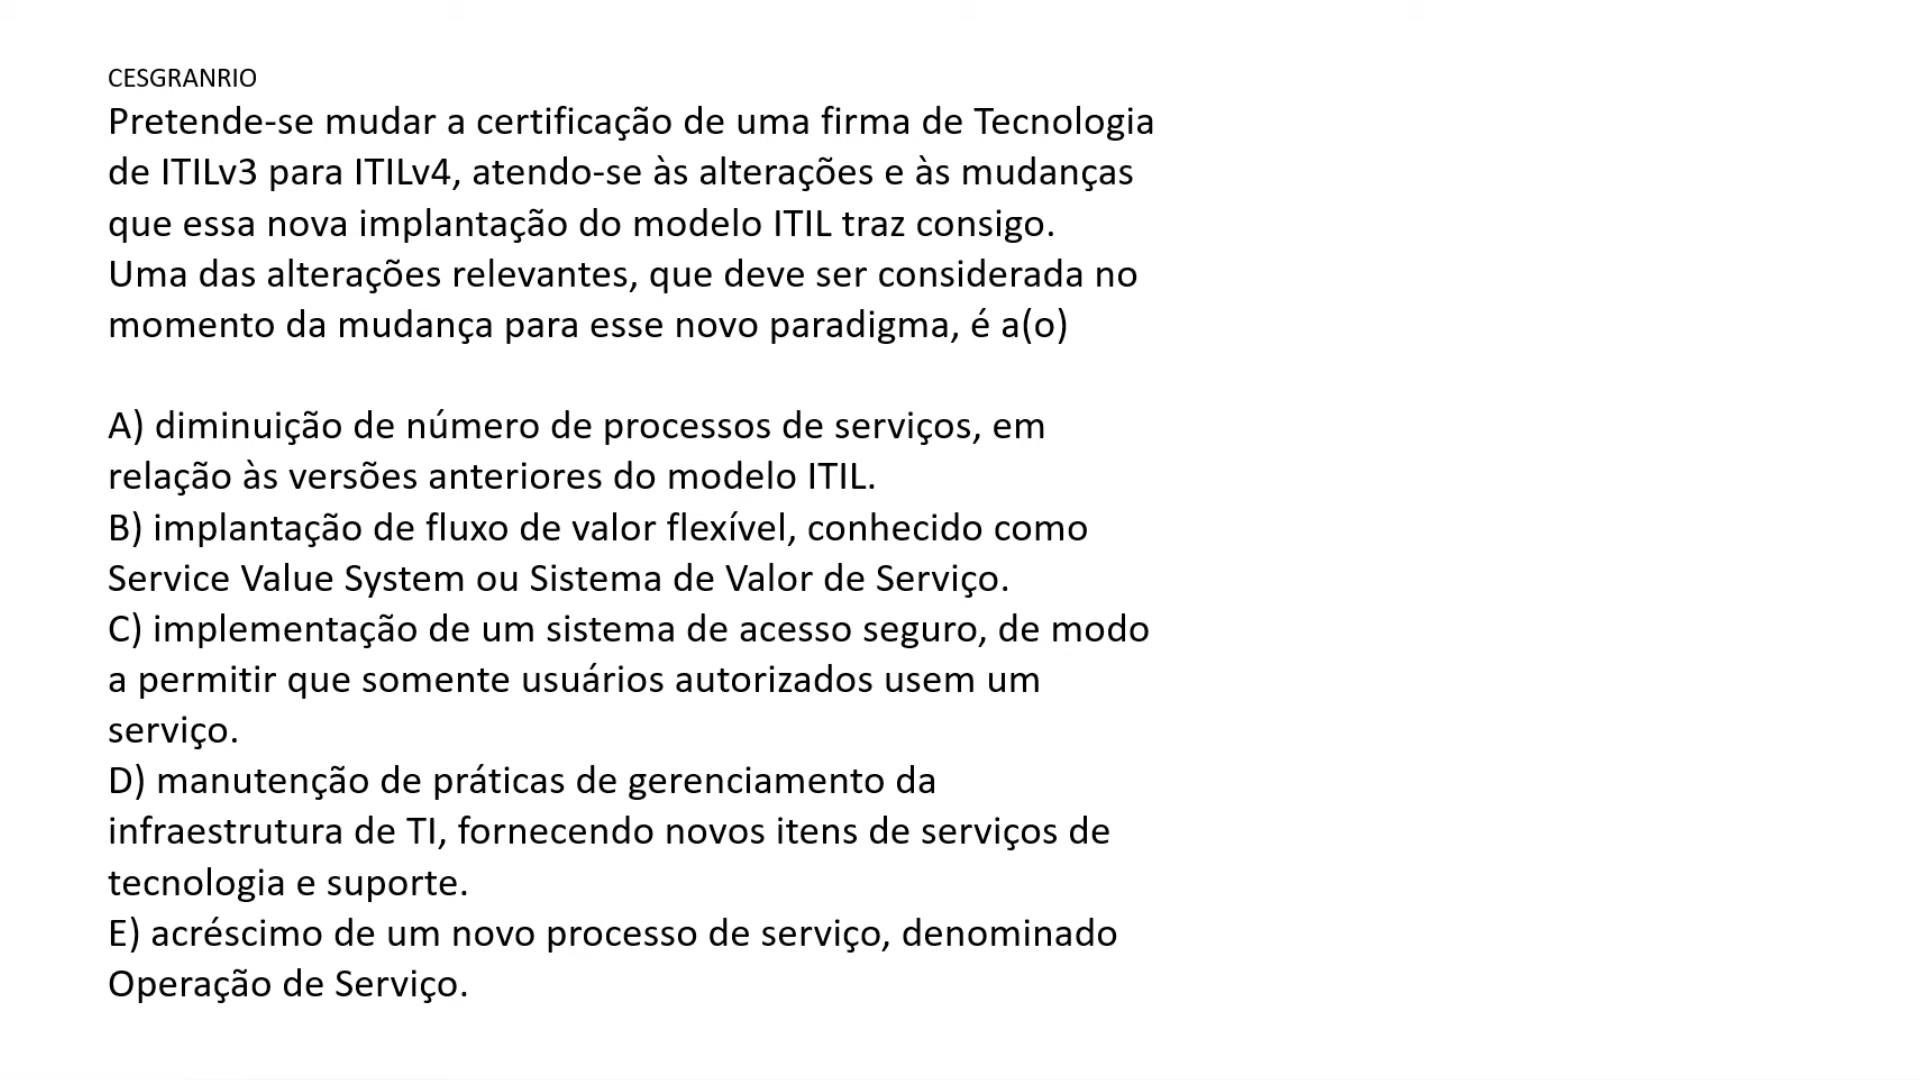 CESGRANRIO
Pretende-se mudar a certificação de uma firma de Tecnologia
de ITILv3 para ITILv4, atendo-se às alterações e às mudanças
que essa nova implantação do modelo ITIL traz consigo.
Uma das alterações relevantes, que deve ser considerada no
momento da mudança para esse novo paradigma, é a(o)
A) diminuição de número de processos de serviços, em
relação às versões anteriores do modelo ITIL.
B) implantação de fluxo de valor flexível, conhecido como
Service Value System ou Sistema de Valor de Serviço.
C) implementação de um sistema de acesso seguro, de modo
a permitir que somente usuários autorizados usem um
serviço.
D) manutenção de práticas de gerenciamento da
infraestrutura de TI, fornecendo novos itens de serviços de
tecnologia e suporte.
E) acréscimo de um novo processo de serviço, denominado
Operação de Serviço.